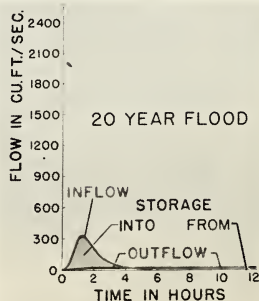 FLOW IN CU.FT./SEC.
2400
2100
1800
1500
1200
900
600
300
0
20 YEAR FLOOD
INFLOW
STORAGE
INTO FROM
OUTFLOW
0 2 4 6 8 10 12
TIME IN HOURS